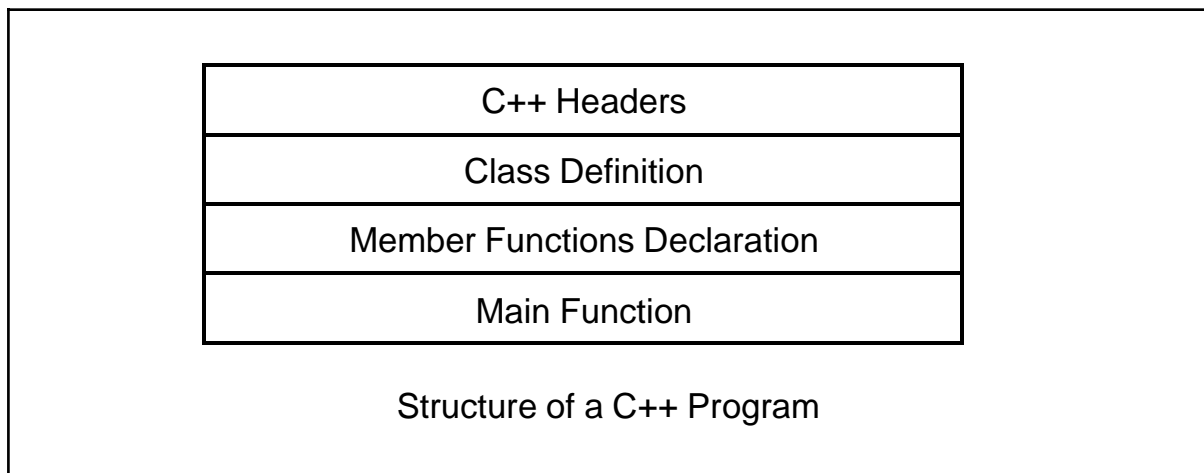 C++ Headers
Class Definition
Member Functions Declaration
Main Function
Structure of a C++ Program